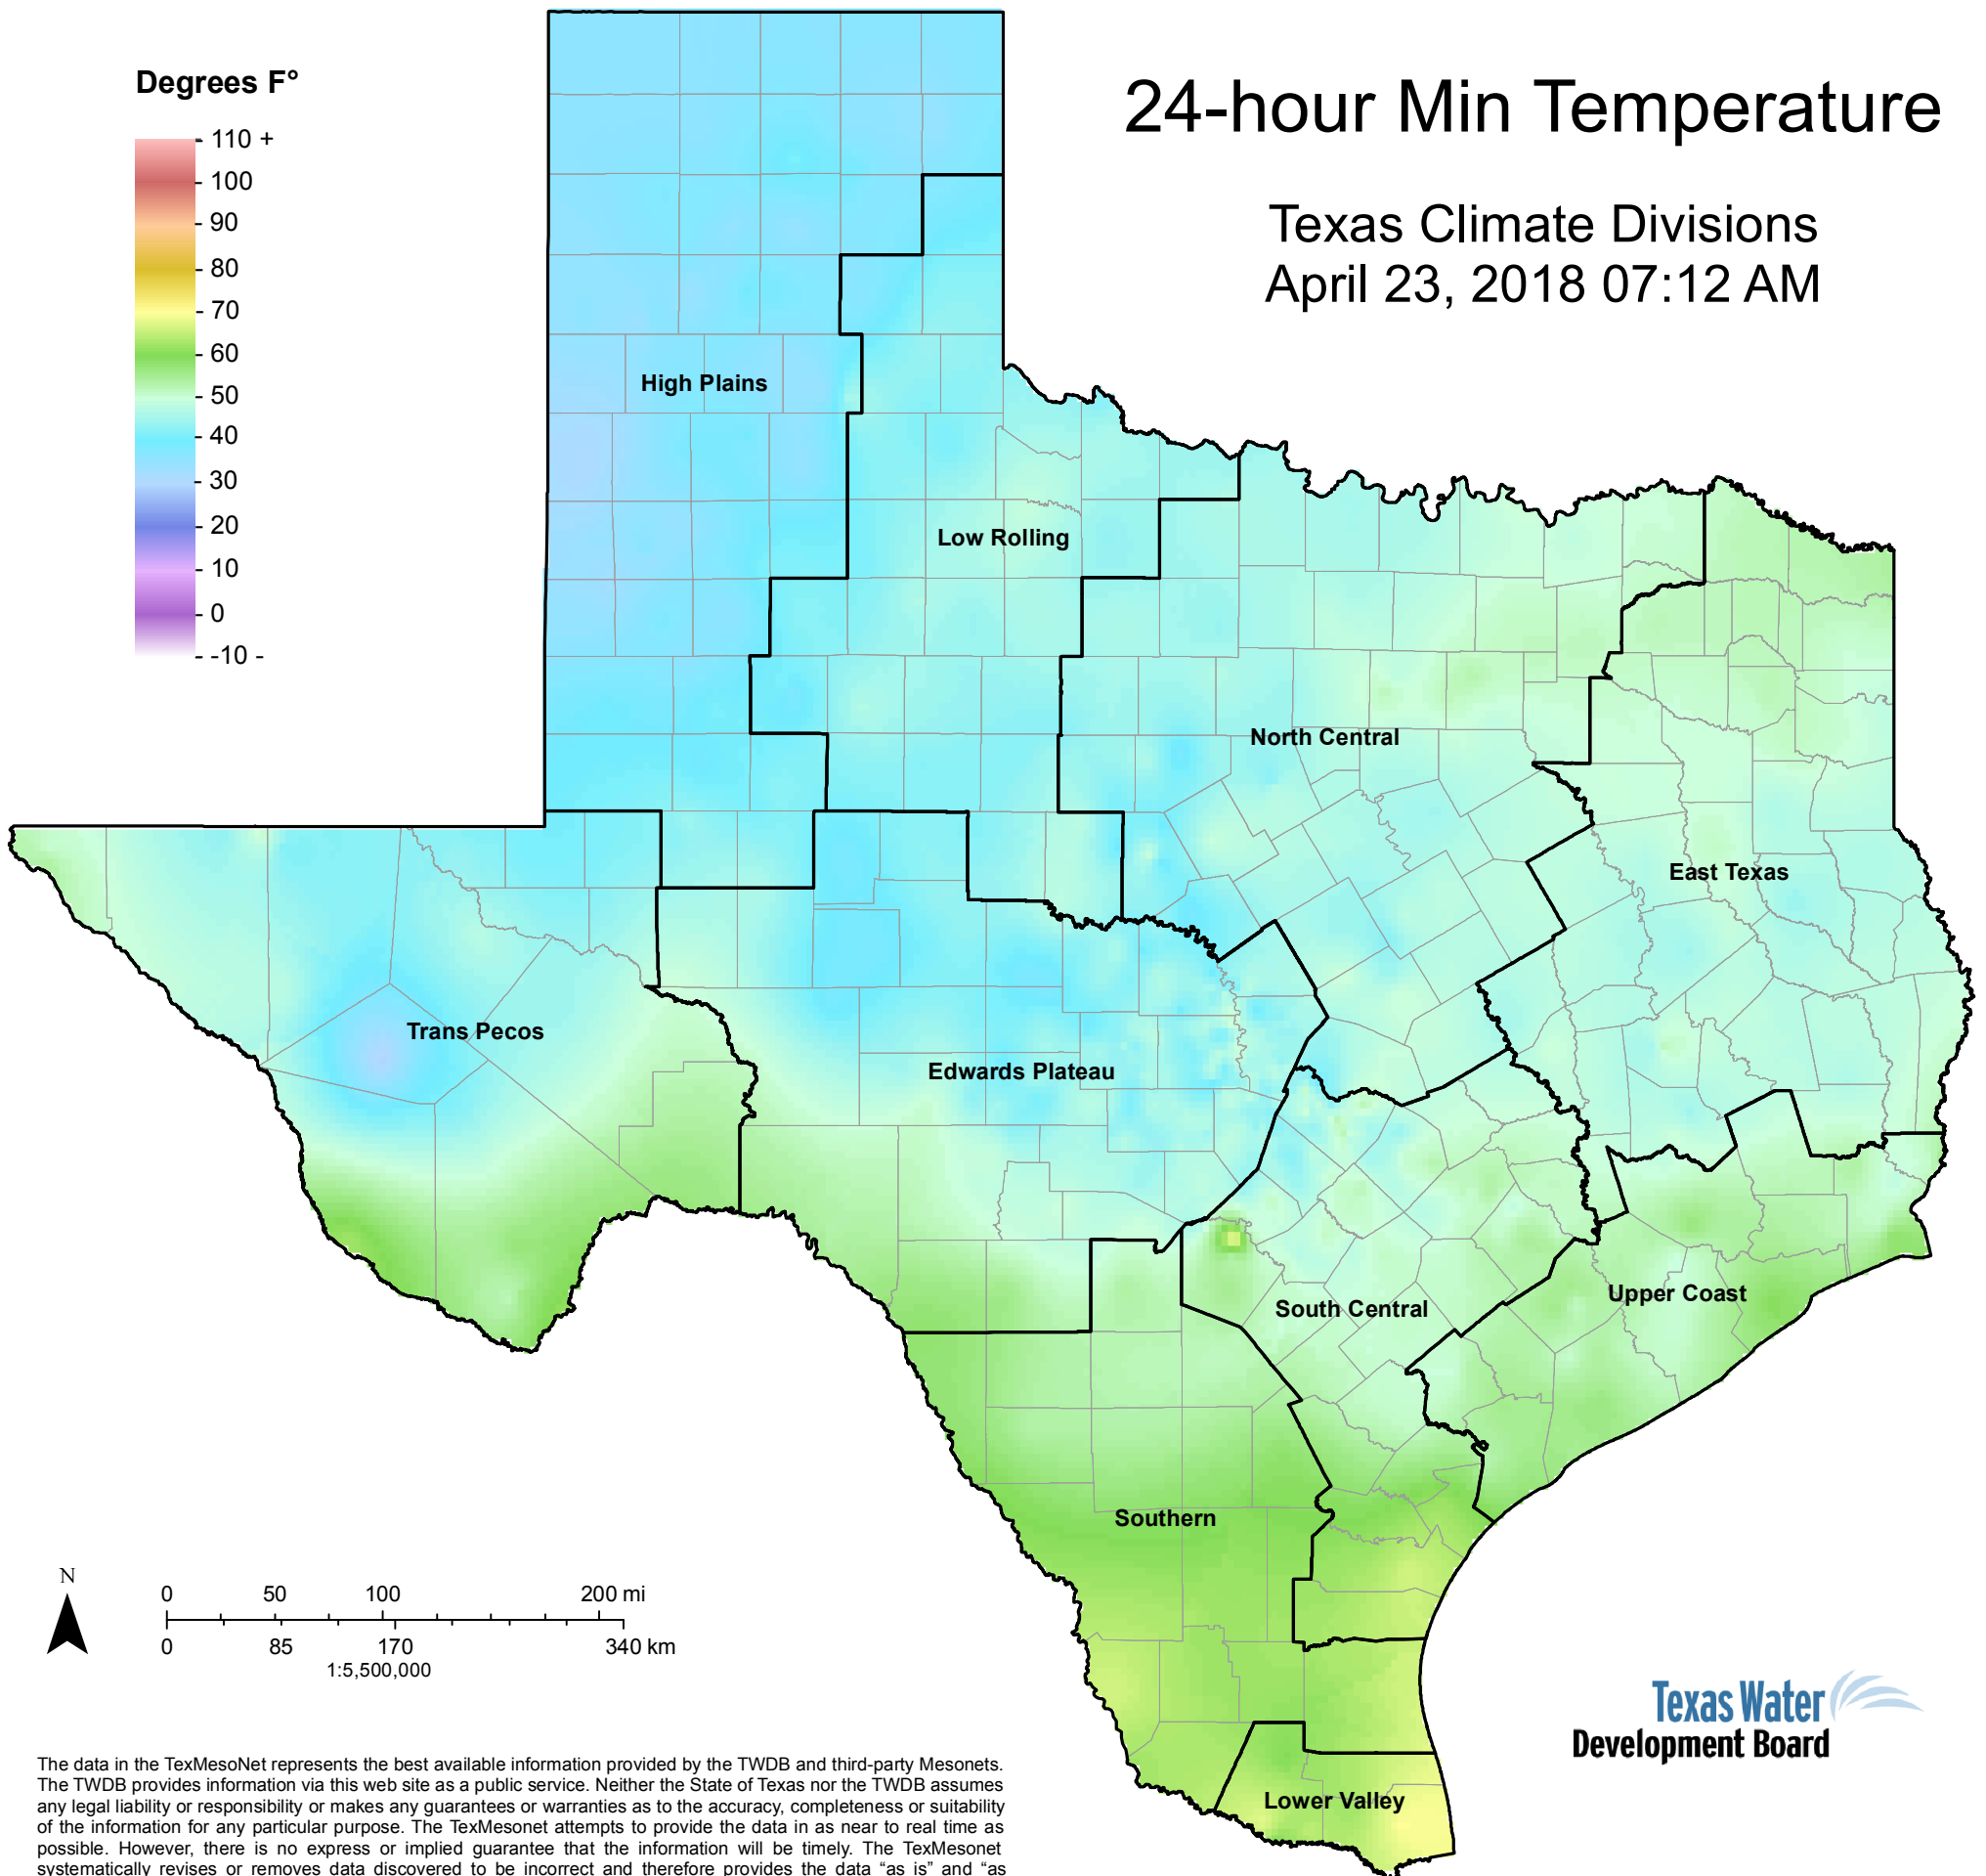 24-hour Min Temperature
Texas Climate Divisions
April 23, 2018 07:12 AM
Degrees F°
110 +
100
90
80
70
60
50
40
30
20
10
0
-10 -
High Plains
Low Rolling
North Central
East Texas
Trans Pecos
Edwards Plateau
South Central
Upper Coast
Southern
Lower Valley
N
0 50 100 200 mi
0 85 170 340 km
1:5,500,000
Texas Water
Development Board
The data in the TexMesoNet represents the best available information provided by the TWDB and third-party Mesonets.
The TWDB provides information via this web site as a public service. Neither the State of Texas nor the TWDB assumes
any legal liability or responsibility or makes any guarantees or warranties as to the accuracy, completeness or suitability
of the information for any particular purpose. The TexMesonet attempts to provide the data in as near to real time as
possible. However, there is no express or implied guarantee that the information will be timely. The TexMesonet
systematically revises or removes data discovered to be incorrect and therefore provides the data “as is” and “as